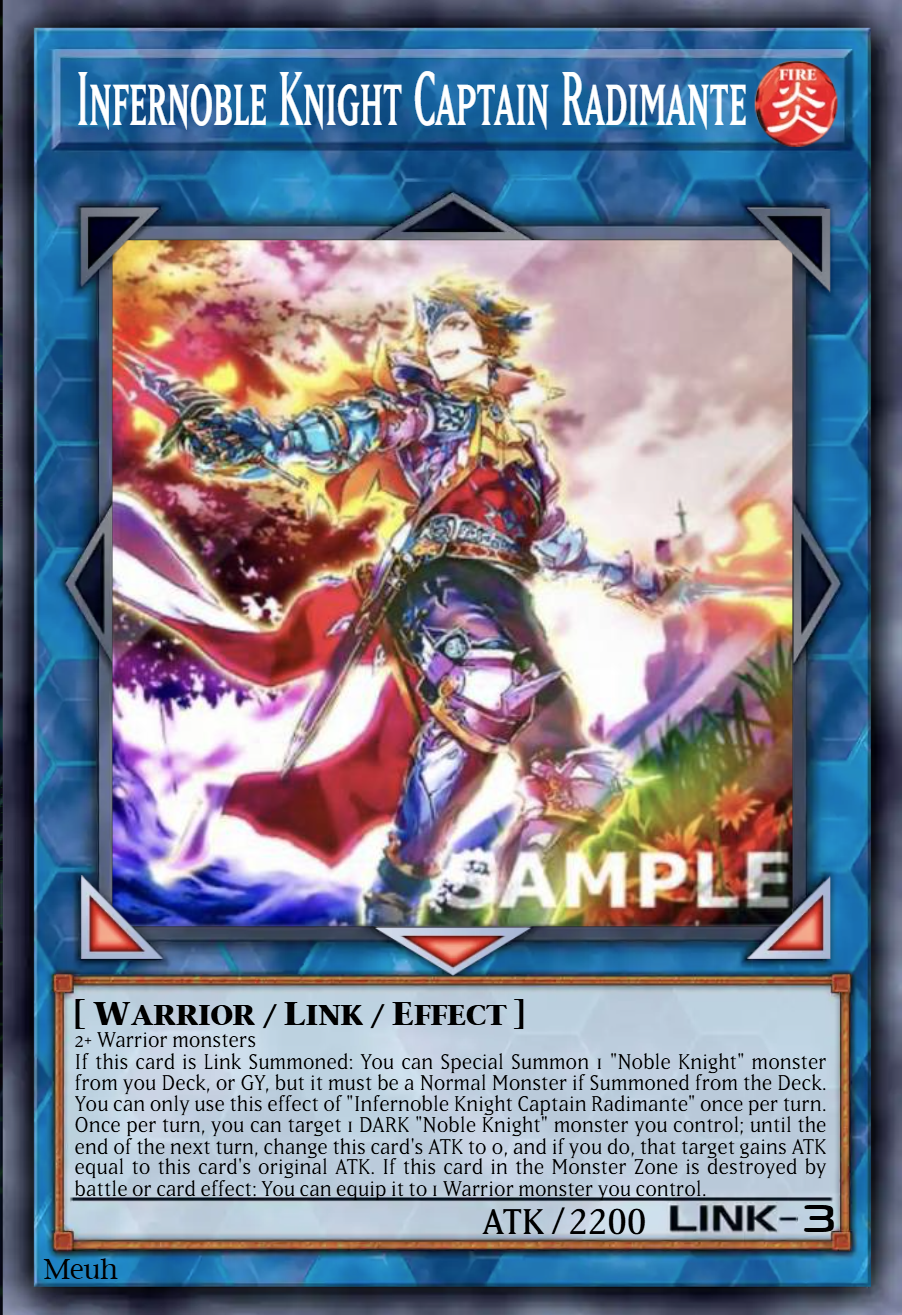 Infernoble Knight Captain Radimante
FIRE
炎
SAMPLE
[ Warrior / Link / Effect ]
2+ Warrior monsters
If this card is Link Summoned: You can Special Summon 1 "Noble Knight" monster
from you Deck, or GY, but it must be a Normal Monster if Summoned from the Deck.
You can only use this effect of "Infernoble Knight Captain Radimante" once per turn.
Once per turn, you can target 1 DARK "Noble Knight" monster you control; until the
end of the next turn, change this card's ATK to 0, and if you do, that target gains ATK
equal to this card's original ATK. If this card in the Monster Zone is destroyed by
battle or card effect: You can equip it to 1 Warrior monster you control.
ATK / 2200 LINK-3
Meuh